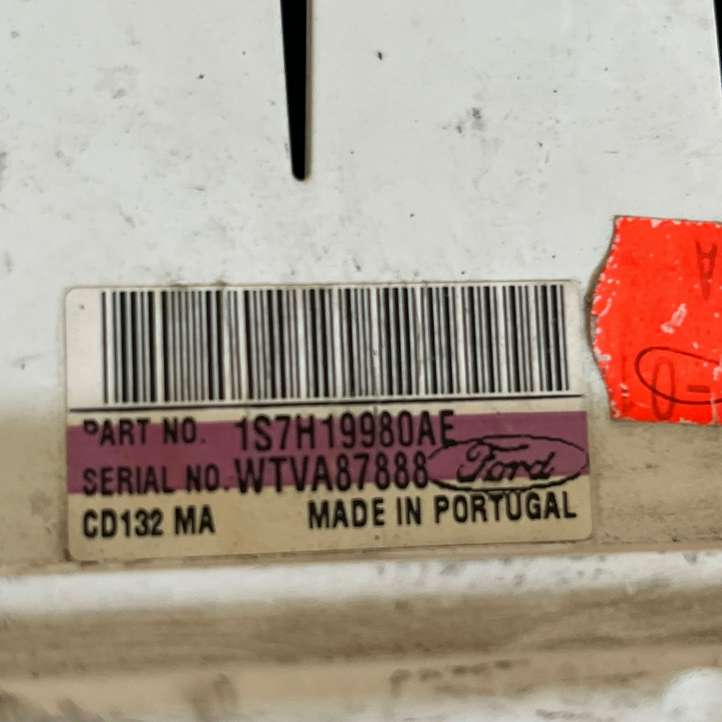 PART NO. 1S7H19980AE
SERIAL NO. WTVA87888 Ford
CD132 MA MADE IN PORTUGAL
A